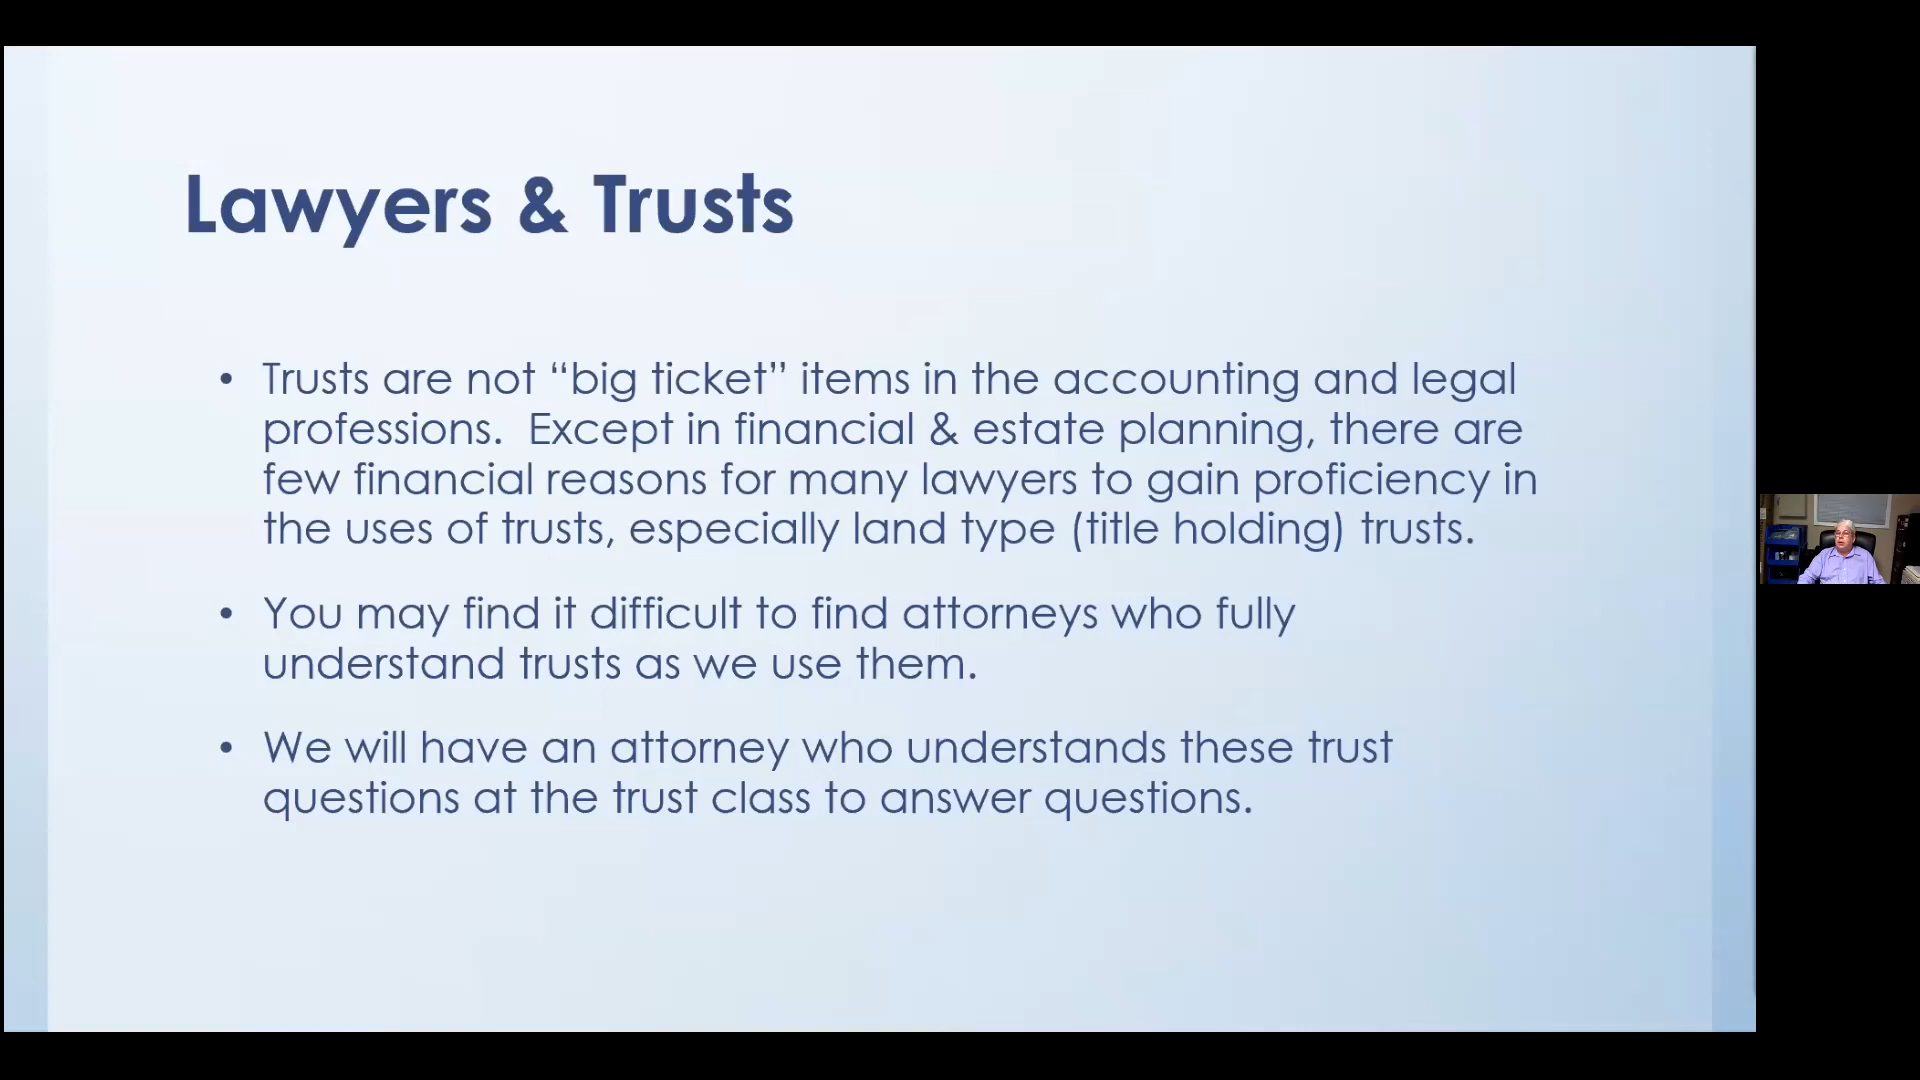 Lawyers & Trusts
• Trusts are not “big ticket” items in the accounting and legal
professions.  Except in financial & estate planning, there are
few financial reasons for many lawyers to gain proficiency in
the uses of trusts, especially land type (title holding) trusts.
• You may find it difficult to find attorneys who fully
understand trusts as we use them.
• We will have an attorney who understands these trust
questions at the trust class to answer questions.